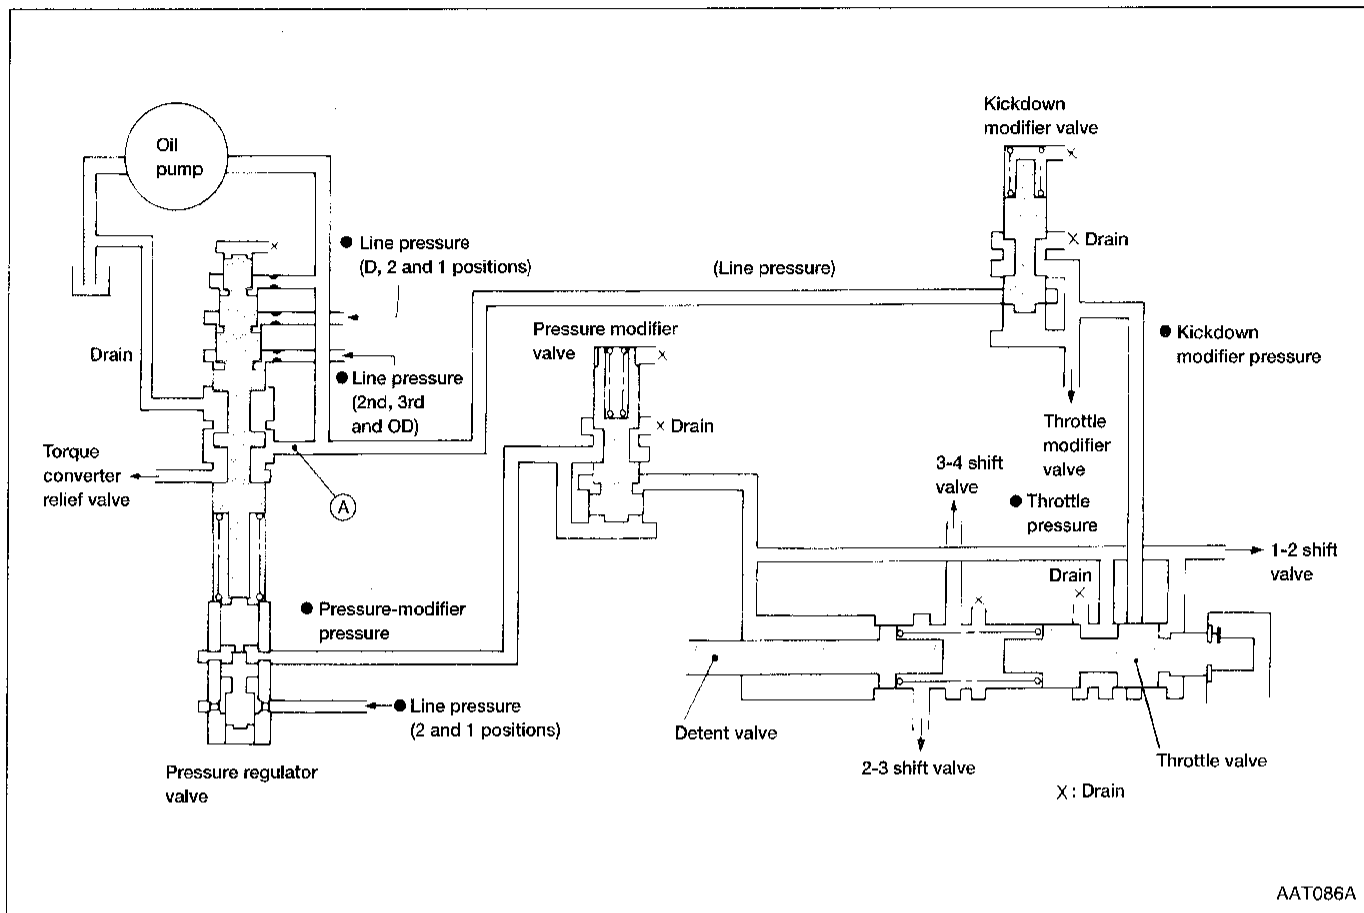 Kickdown
modifier valve
Oil
pump
● Line pressure
(D, 2 and 1 positions)
X Drain
(Line pressure)
Pressure modifier
valve
● Kickdown
modifier pressure
Drain
● Line pressure
(2nd, 3rd
and OD)
X Drain
Throttle
modifier
valve
Torque
converter
relief valve
3-4 shift
valve
A
● Throttle
pressure
1-2 shift
valve
Drain
● Pressure-modifier
pressure
● Line pressure
(2 and 1 positions)
Detent valve
Throttle valve
2-3 shift valve
Pressure regulator
valve
X : Drain
AAT086A